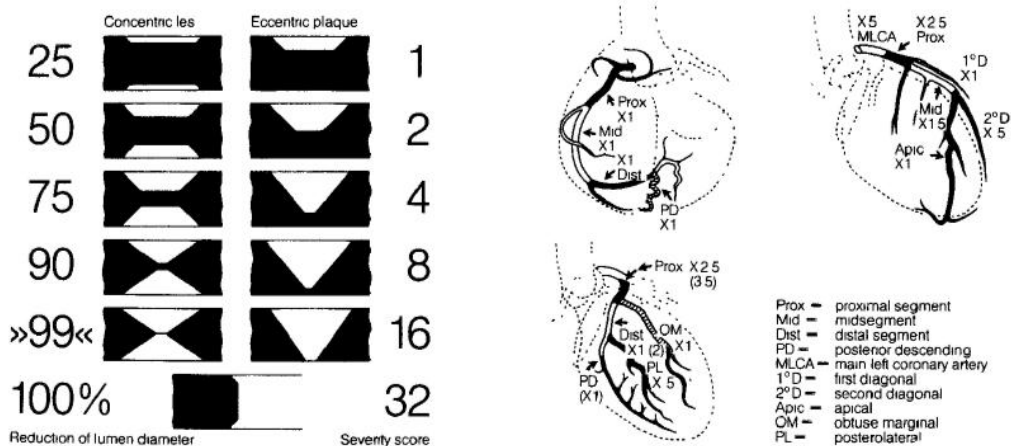 Concentric les
Eccentric plaque
25
1
50
2
75
4
90
8
»99«
16
100%
32
Reduction of lumen diameter
Severity score
Prox
X1
Mid
X1
X1
Dist
PD
X1
X5
MLCA
X2 5
Prox
1°D
X1
Mid
X1 5
2°D
X 5
Apic
X1
Prox X2 5
(3 5)
Dist
X1
(2)
OM
X1
PL
X 5
PD
(X1)
Prox – proximal segment
Mid – midsegment
Dist – distal segment
PD – posterior descending
MLCA – main left coronary artery
1°D – first diagonal
2°D – second diagonal
Apic – apical
OM – obtuse marginal
PL – posterolateral